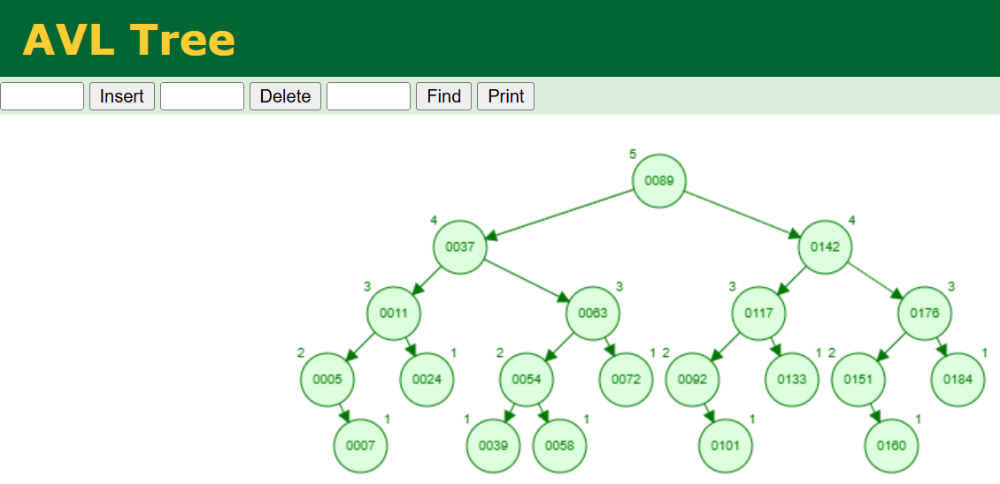 AVL Tree
Insert Delete Find Print
5
0089
4 4
0037 0142
3 3 3 3
0011 0063 0117 0176
2 1 2 1 2 1 2 1
0005 0024 0054 0072 0092 0133 0151 0184
1 1 1 1 1
0007 0039 0058 0101 0160